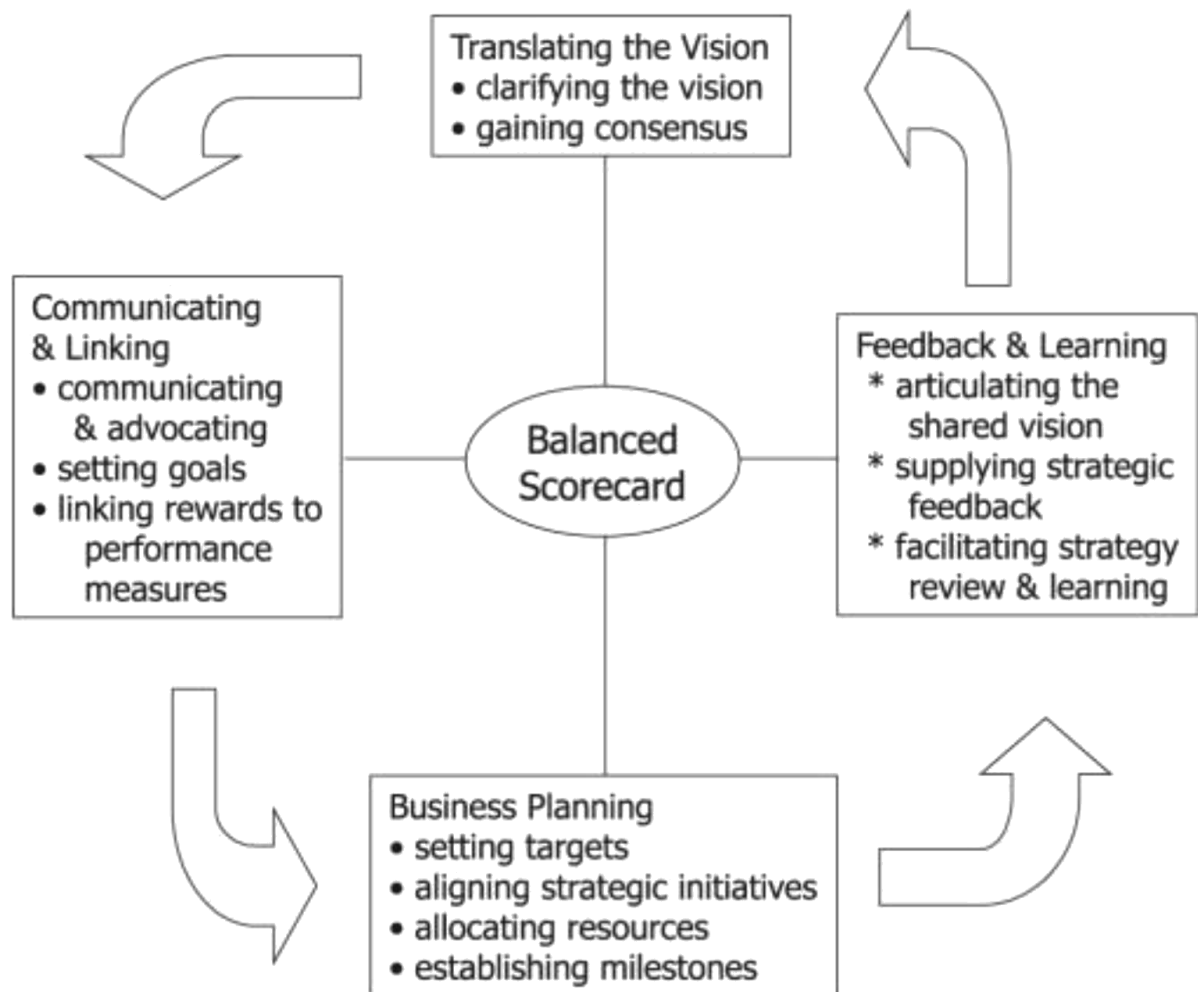 Translating the Vision
• clarifying the vision
• gaining consensus
Communicating
& Linking
• communicating
& advocating
• setting goals
• linking rewards to
performance
measures
Balanced
Scorecard
Feedback & Learning
* articulating the
shared vision
* supplying strategic
feedback
* facilitating strategy
review & learning
Business Planning
• setting targets
• aligning strategic initiatives
• allocating resources
• establishing milestones